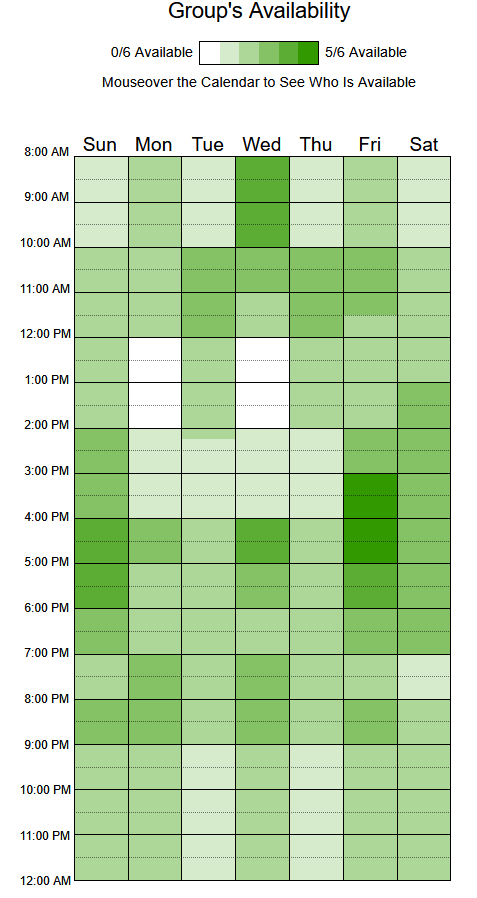 Group's Availability
0/6 Available 5/6 Available
Mouseover the Calendar to See Who Is Available
Sun Mon Tue Wed Thu Fri Sat
8:00 AM
9:00 AM
10:00 AM
11:00 AM
12:00 PM
1:00 PM
2:00 PM
3:00 PM
4:00 PM
5:00 PM
6:00 PM
7:00 PM
8:00 PM
9:00 PM
10:00 PM
11:00 PM
12:00 AM